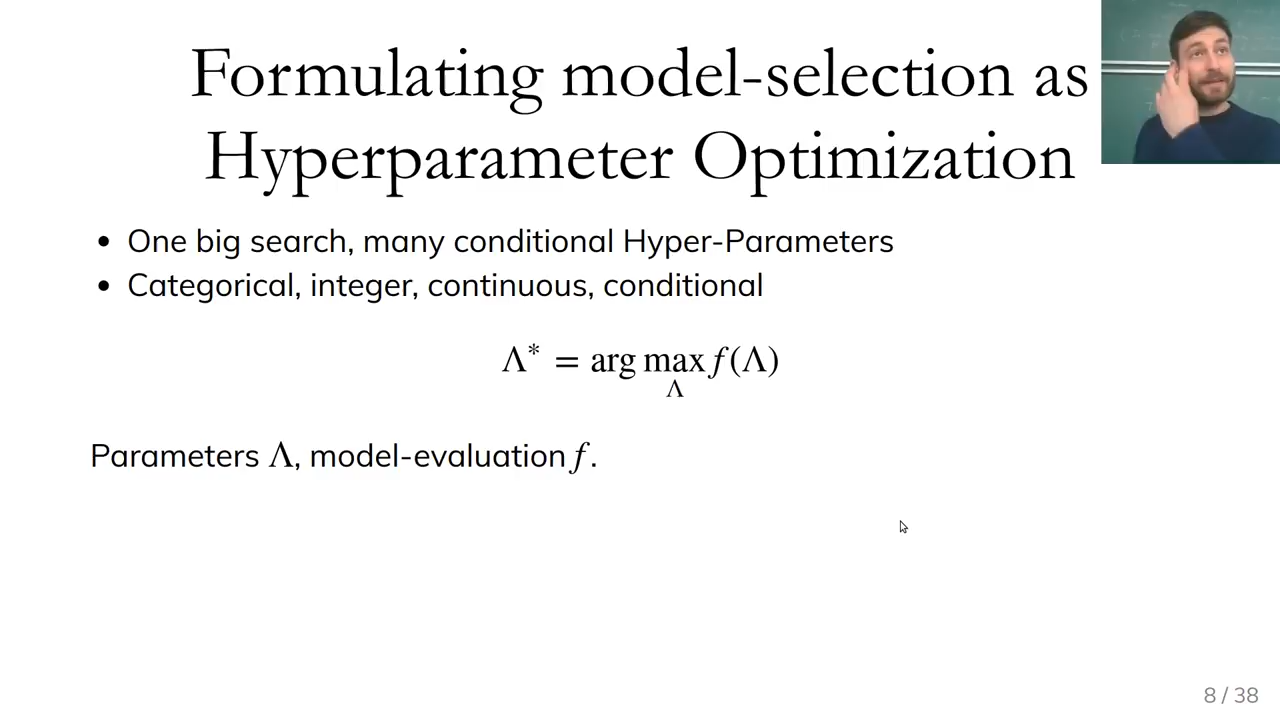 Formulating model-selection as
Hyperparameter Optimization
• One big search, many conditional Hyper-Parameters
• Categorical, integer, continuous, conditional
Λ* = arg max f(Λ)
Λ
Parameters Λ, model-evaluation f.
8 / 38